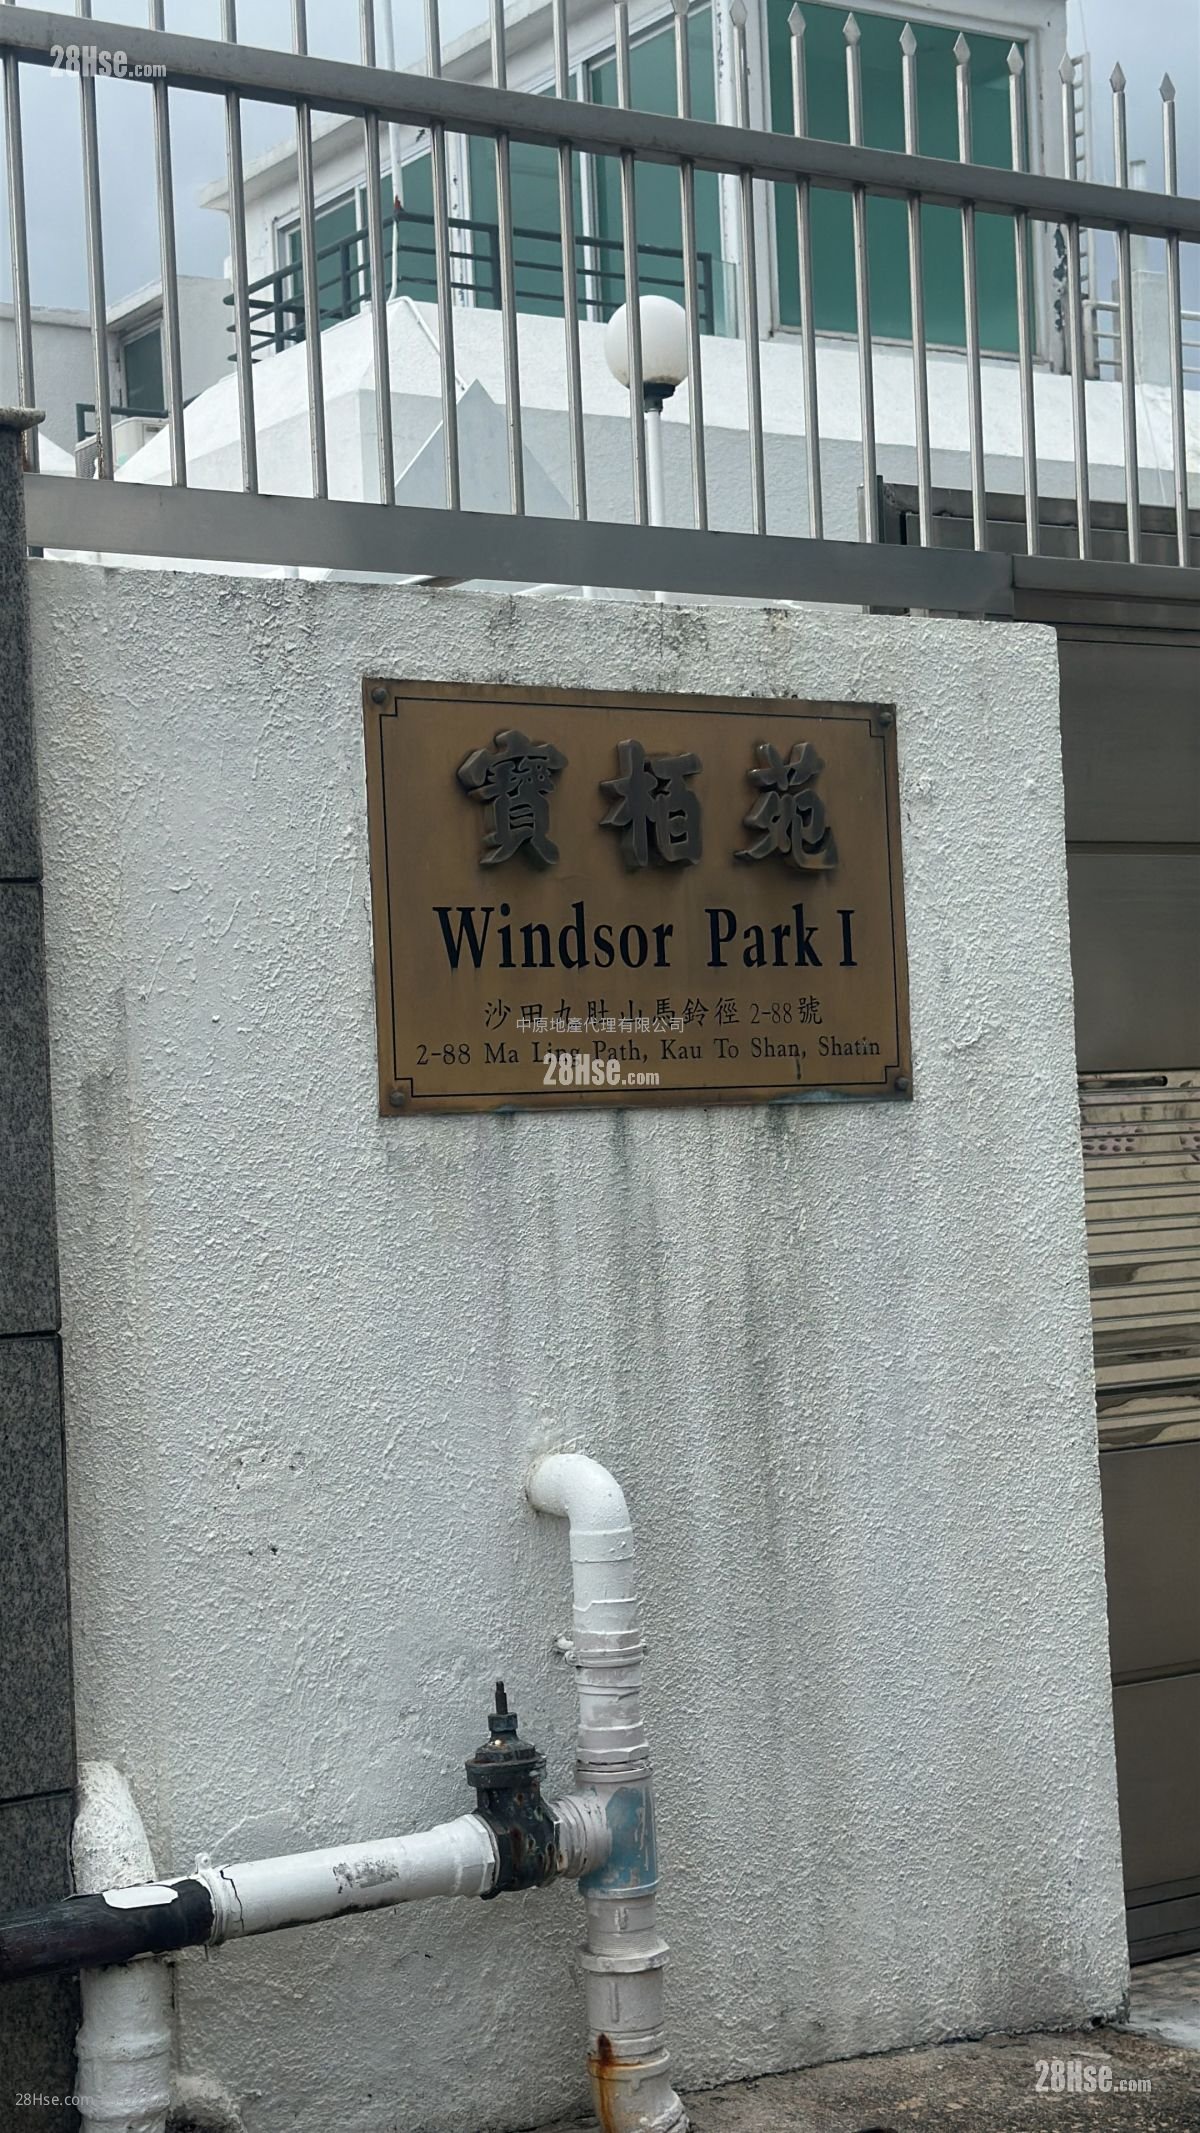 28Hse.com
寶栢苑
Windsor Park I
沙田九肚山馬鈴徑 2-88號
中原地產代理有限公司
2-88 Ma Ling Path, Kau To Shan, Shatin
28Hse.com
28Hse.com
28Hse.com